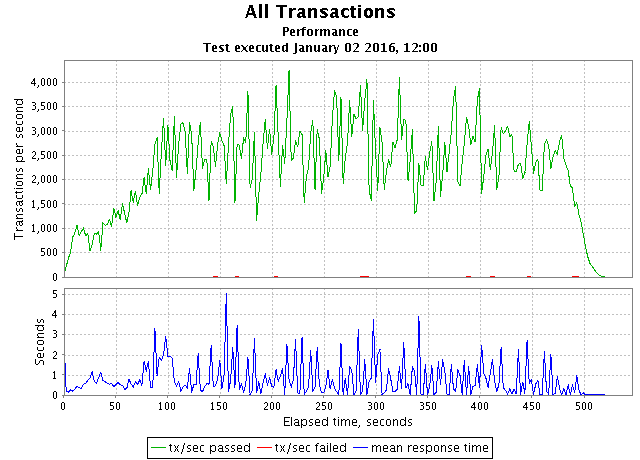 All Transactions
Performance
Test executed January 02 2016, 12:00
Transactions per second
4,000
3,500
3,000
2,500
2,000
1,500
1,000
500
0
Seconds
5
4
3
2
1
0
0 50 100 150 200 250 300 350 400 450 500
Elapsed time, seconds
tx/sec passed tx/sec failed mean response time